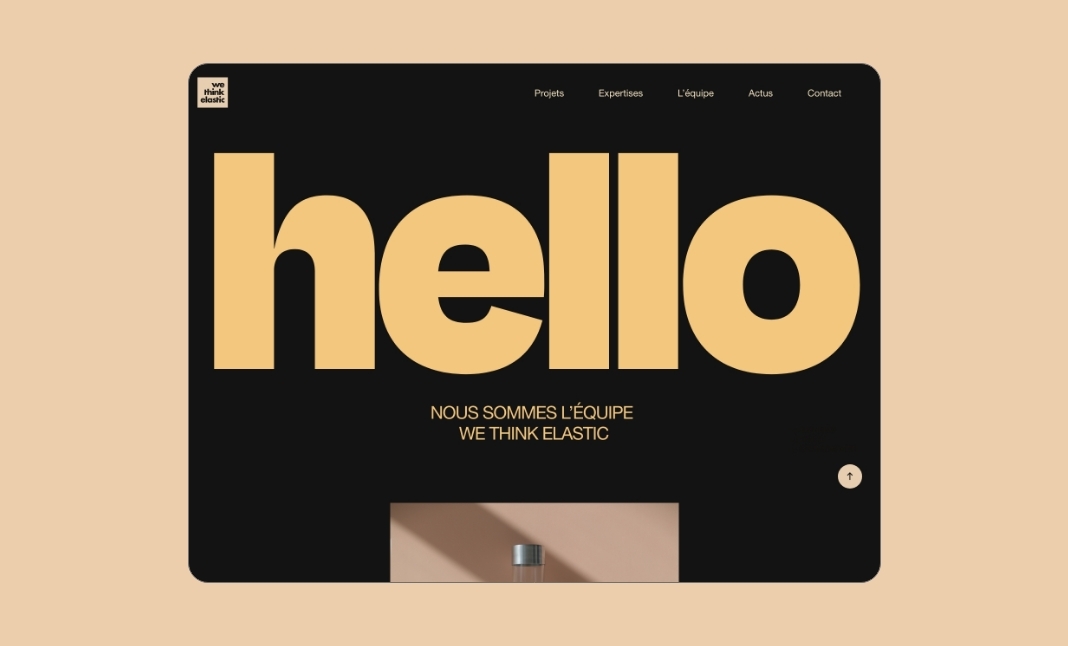 we
think
elastic
Projets Expertises L'équipe Actus Contact
hello
NOUS SOMMES L'ÉQUIPE
WE THINK ELASTIC